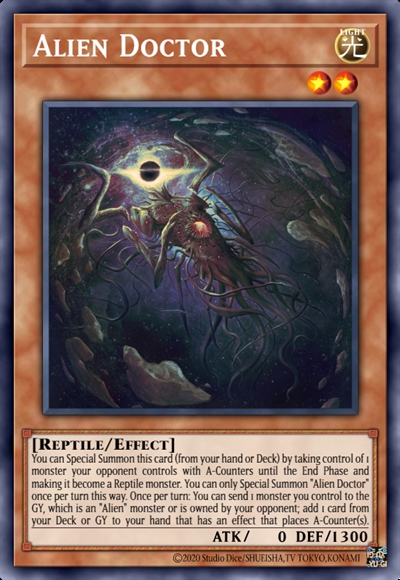 ALIEN DOCTOR
LIGHT
光
[REPTILE/EFFECT]
You can Special Summon this card (from your hand or Deck) by taking control of 1
monster your opponent controls with A-Counters until the End Phase and
making it become a Reptile monster. You can only Special Summon "Alien Doctor"
once per turn this way. Once per turn: You can send 1 monster you control to the
GY, which is an "Alien" monster or is owned by your opponent; add 1 card from
your Deck or GY to your hand that has an effect that places A-Counter(s).
ATK/ 0 DEF/1300
©2020 Studio Dice/SHUEISHA,TV TOKYO,KONAMI